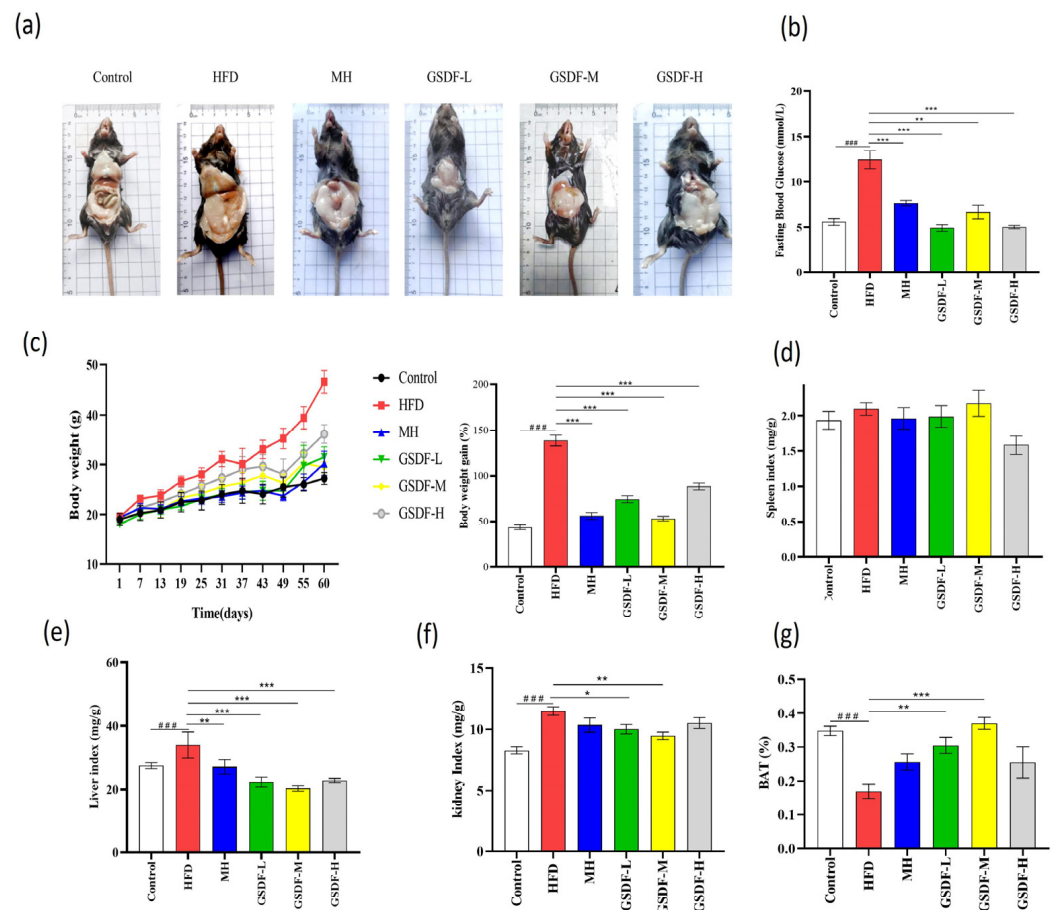 (a)
Control HFD MH GSDF-L GSDF-M GSDF-H
(b)
Fasting Blood Glucose (mmol/L)
20
15
10
5
0
***
**
***
### ***
Control HFD MH GSDF-L GSDF-M GSDF-H
(c)
Body weight (g)
50
40
30
20
10
1 7 13 19 25 31 37 43 49 55 60
Time(days)
Control
HFD
MH
GSDF-L
GSDF-M
GSDF-H
Body weight gain (%)
200
150
100
50
0
***
***
***
### ***
Control HFD MH GSDF-L GSDF-M GSDF-H
(d)
Spleen index (mg/g)
2.0
1.5
1.0
0.5
0.0
HFD MH GSDF-L GSDF-M GSDF-H
(e)
Liver index (mg/g)
60
40
20
0
***
***
***
### **
Control HFD MH GSDF-L GSDF-M GSDF-H
(f)
kidney Index (mg/g)
15
10
5
0
**
### *
Control HFD MH GSDF-L GSDF-M GSDF-H
(g)
BAT (%)
0.5
0.4
0.3
0.2
0.1
0.0
***
### **
Control HFD MH GSDF-L GSDF-M GSDF-H